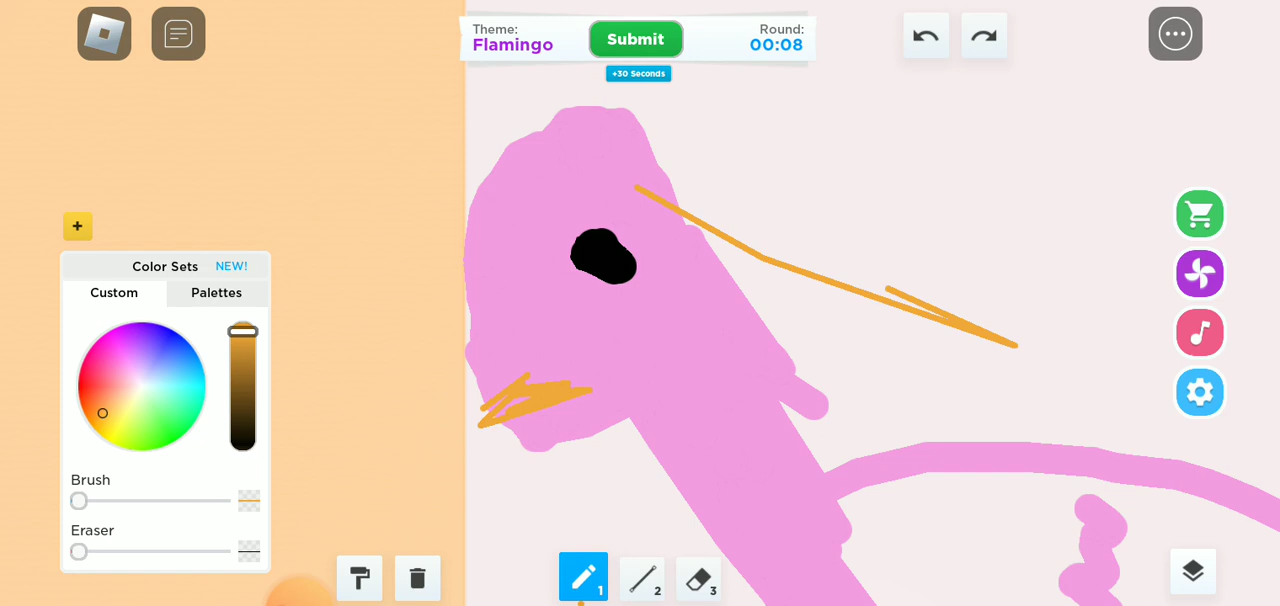 Theme:
Flamingo
Submit
Round:
00:08
+30 Seconds
+
Color Sets NEW!
Custom Palettes
Brush
Eraser
1
2
3